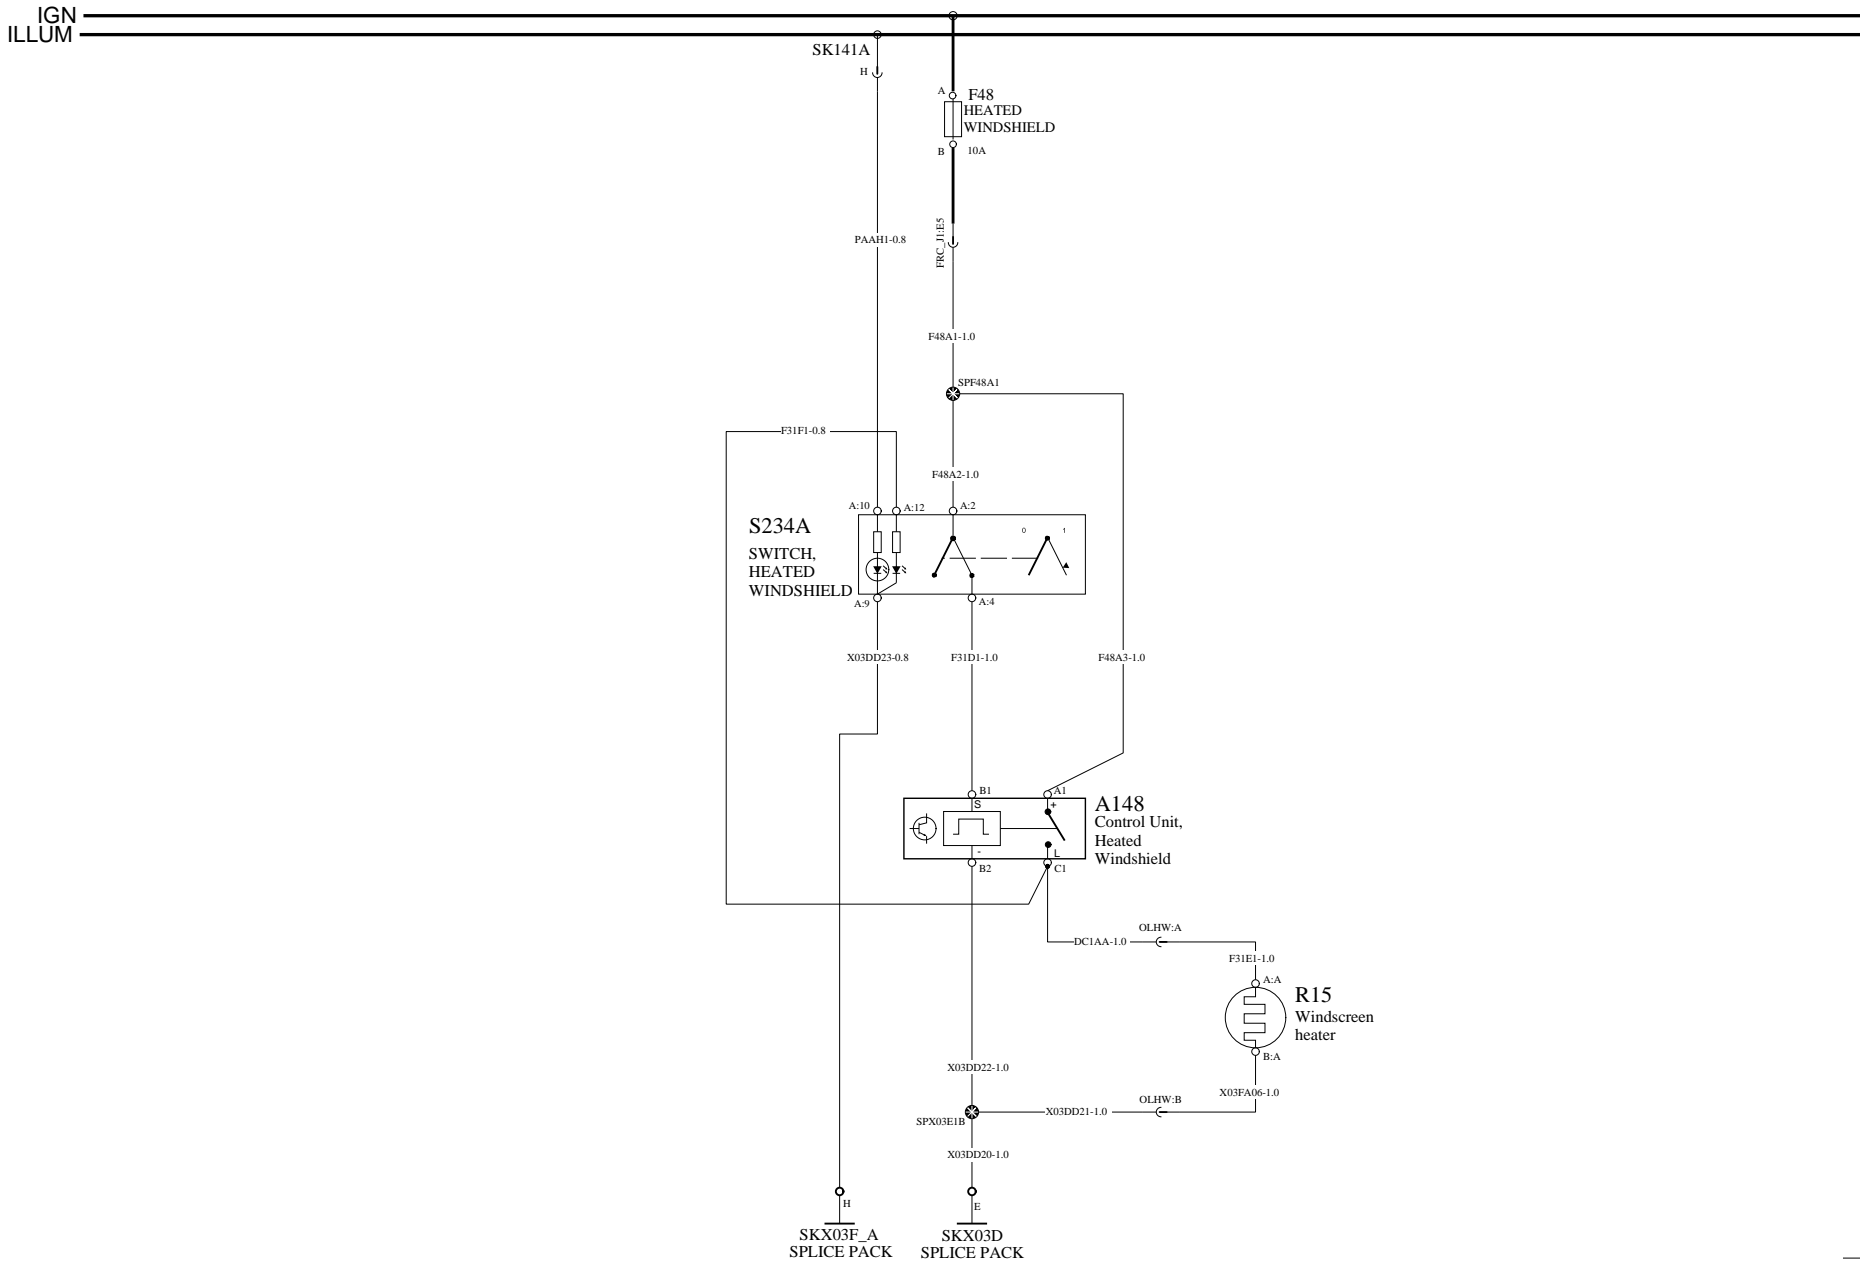 IGN
ILLUM
SK141A
H
A
F48
HEATED
WINDSHIELD
B
10A
FRC_J1:E5
PAAH1-0.8
F48A1-1.0
SPF48A1
F31F1-0.8
F48A2-1.0
A:10
A:12
A:2
S234A
SWITCH,
HEATED
WINDSHIELD
0
1
A:9
A:4
X03DD23-0.8
F31D1-1.0
F48A3-1.0
B1
A1
S
+
A148
Control Unit,
Heated
Windshield
-
L
B2
C1
OLHW:A
DC1AA-1.0
F31E1-1.0
A:A
R15
Windscreen
heater
B:A
X03DD22-1.0
X03FA06-1.0
OLHW:B
X03DD21-1.0
SPX03E1B
X03DD20-1.0
H
E
SKX03F_A
SPLICE PACK
SKX03D
SPLICE PACK